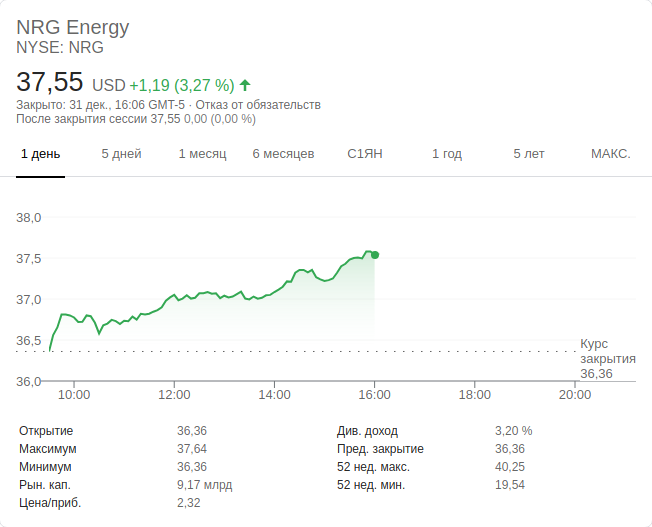 NRG Energy
NYSE: NRG
37,55 USD +1,19 (3,27 %)
Закрыто: 31 дек., 16:06 GMT-5 · Отказ от обязательств
После закрытия сессии 37,55 0,00 (0,00 %)
1 день 5 дней 1 месяц 6 месяцев С1ЯН 1 год 5 лет МАКС.
38,0
37,5
37,0
36,5
Курс
закрытия
36,36
36,0
10:00 12:00 14:00 16:00 18:00 20:00
Открытие 36,36 Див. доход 3,20 %
Максимум 37,64 Пред. закрытие 36,36
Минимум 36,36 52 нед. макс. 40,25
Рын. кап. 9,17 млрд 52 нед. мин. 19,54
Цена/приб. 2,32